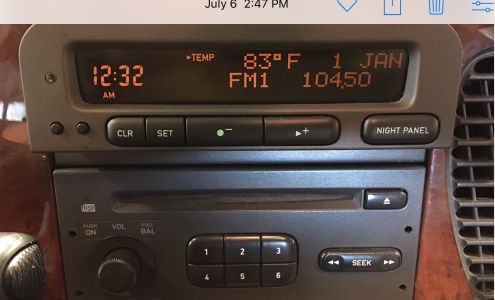 July 6 2:47 PM
▸TEMP 83°F 1 JAN
12:32 FM1 104,50
AM
CLR SET – ▸+ NIGHT PANEL
PUSH ON VOL PULL BAL
1 2 3
4 5 6
◂◂ SEEK ▸▸